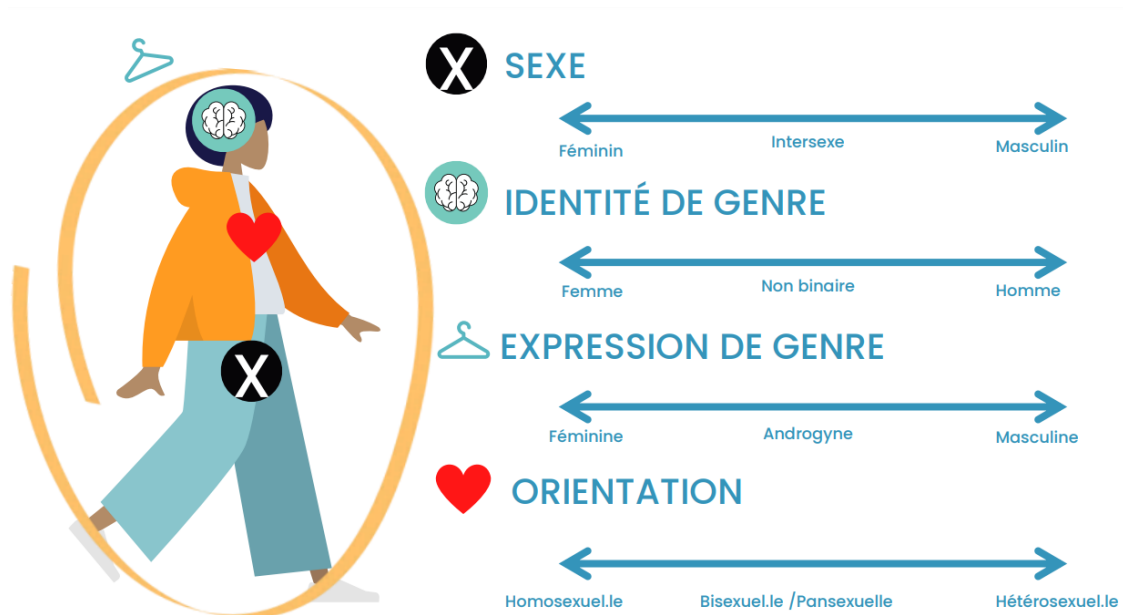 X SEXE
Féminin Intersexe Masculin
IDENTITÉ DE GENRE
Femme Non binaire Homme
EXPRESSION DE GENRE
Féminine Androgyne Masculine
X
ORIENTATION
Homosexuel.le Bisexuel.le /Pansexuelle Hétérosexuel.le